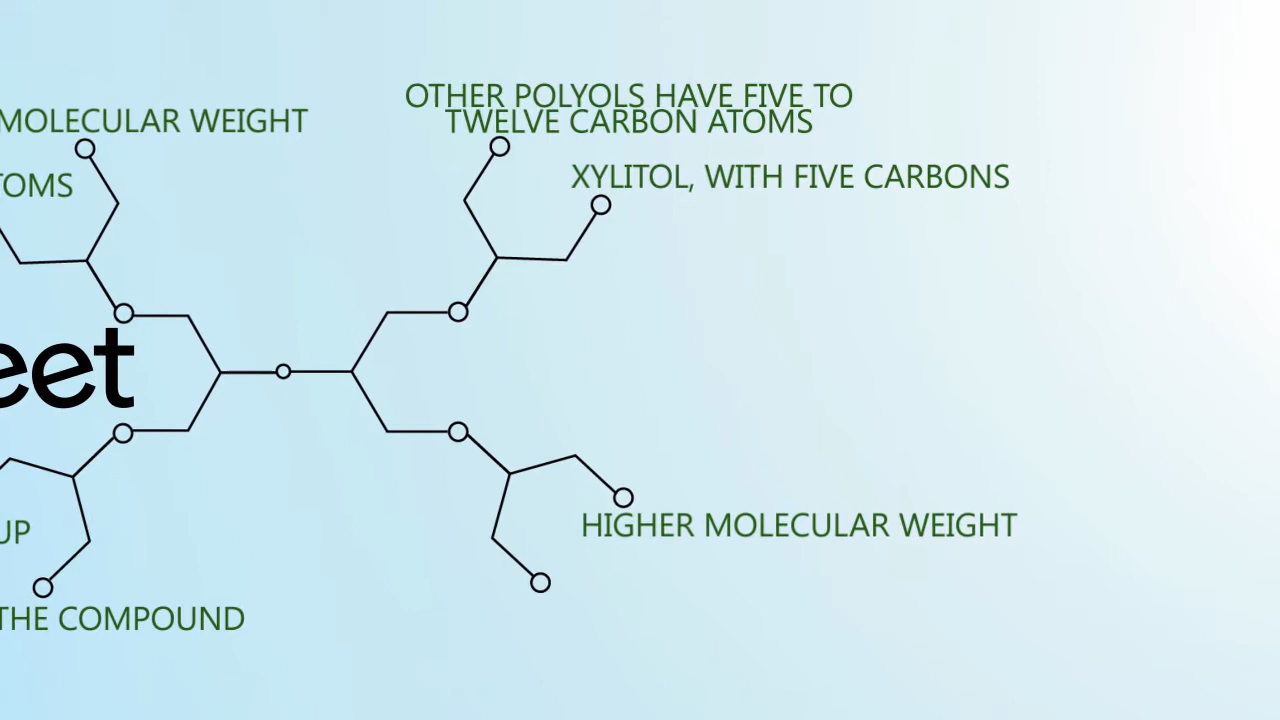 OTHER POLYOLS HAVE FIVE TO
TWELVE CARBON ATOMS
MOLECULAR WEIGHT
XYLITOL, WITH FIVE CARBONS
TOMS
eet
HIGHER MOLECULAR WEIGHT
UP
THE COMPOUND